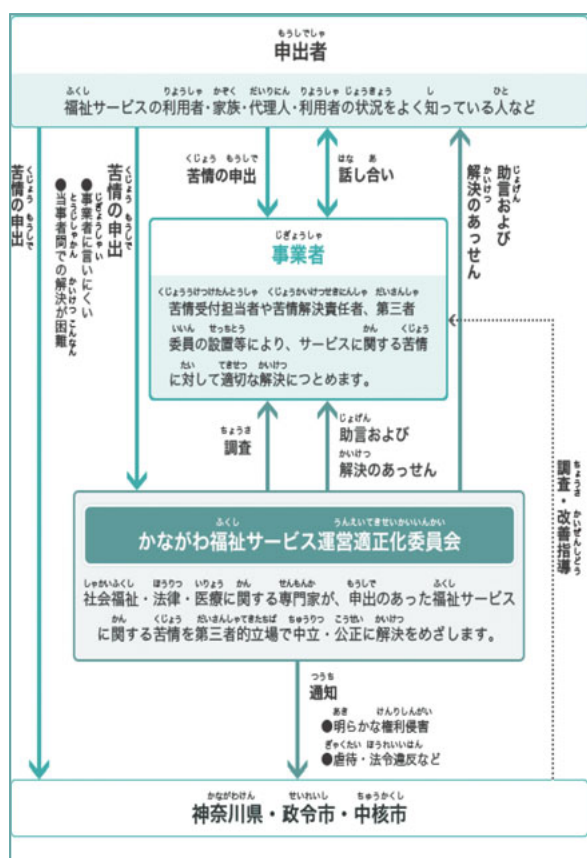 もうしでしゃ
申出者
ふくし りようしゃ かぞく だいりにん りようしゃ じょうきょう し ひと
福祉サービスの利用者・家族・代理人・利用者の状況をよく知っている人など
くじょう もうしで
苦情の申出
●事業者に言いにくい
じぎょうしゃ い
●当事者間での解決が困難
とうじしゃかん かいけつ こんなん
くじょう もうしで
苦情の申出
くじょう もうしで
苦情の申出
はな あ
話し合い
じょげん
助言および
かいけつ
解決のあっせん
じぎょうしゃ
事業者
くじょううけつけたんとうしゃ くじょうかいけつせきにんしゃ だいさんしゃ
苦情受付担当者や苦情解決責任者、第三者
いいん せっちとう かん くじょう
委員の設置等により、サービスに関する苦情
たい てきせつ かいけつ
に対して適切な解決につとめます。
ちょうさ
調査
じょげん
助言および
かいけつ
解決のあっせん
ちょうさ かいぜんしどう
調査・改善指導
ふくし うんえいてきせいかいいんかい
かながわ福祉サービス運営適正化委員会
しゃかいふくし ほうりつ いりょう かん せんもんか もうしで ふくし
社会福祉・法律・医療に関する専門家が、申出のあった福祉サービス
かん くじょう だいさんしゃてきたちば ちゅうりつ こうせい かいけつ
に関する苦情を第三者的立場で中立・公正に解決をめざします。
つうち
通知
あき けんりしんがい
●明らかな権利侵害
ぎゃくたい ほうれいいはん
●虐待・法令違反など
かながわけん せいれいし ちゅうかくし
神奈川県・政令市・中核市